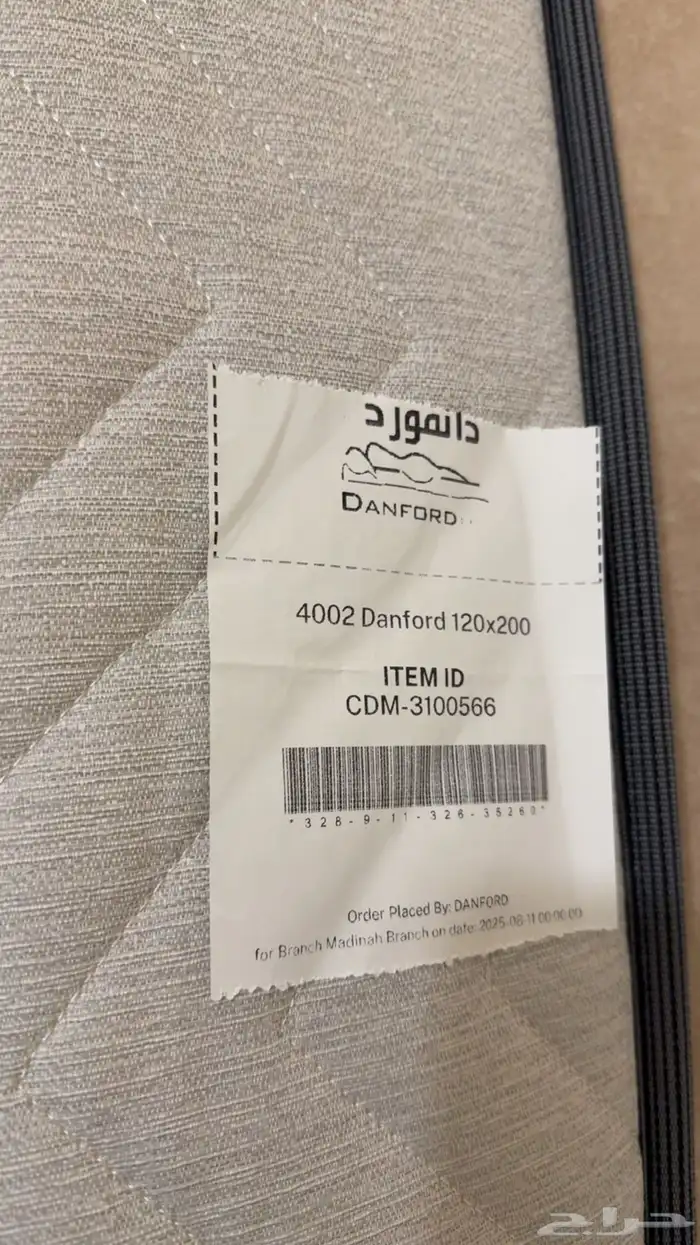 دانفورد
DANFORD
4002 Danford 120x200
ITEM ID
CDM-3100566
*328-9-11-326-35260*
Order Placed By: DANFORD
for Branch Madinah Branch on date: 2025-08-11 00:00:00
حراج